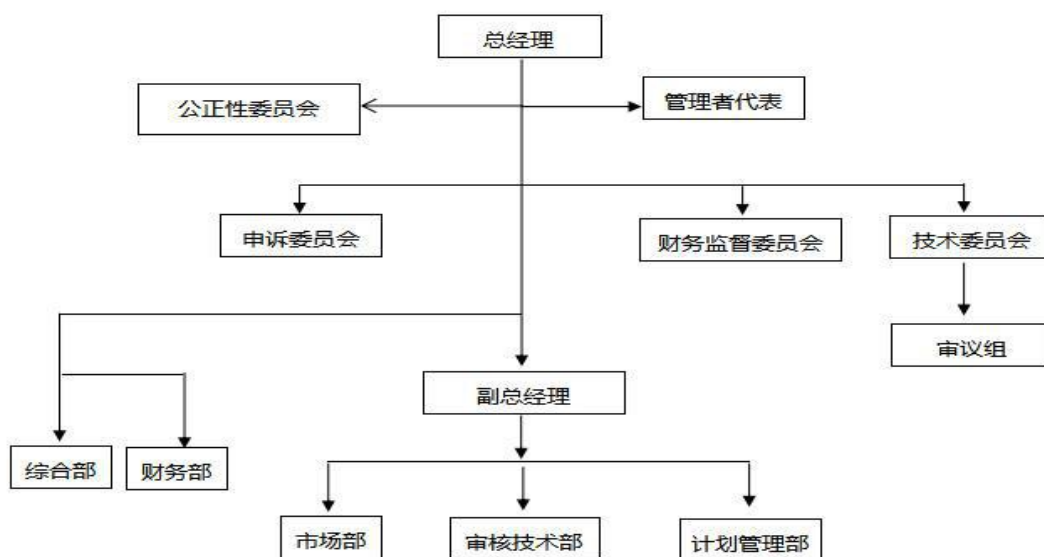 总经理
公正性委员会
管理者代表
申诉委员会
财务监督委员会
技术委员会
审议组
副总经理
综合部
财务部
市场部
审核技术部
计划管理部